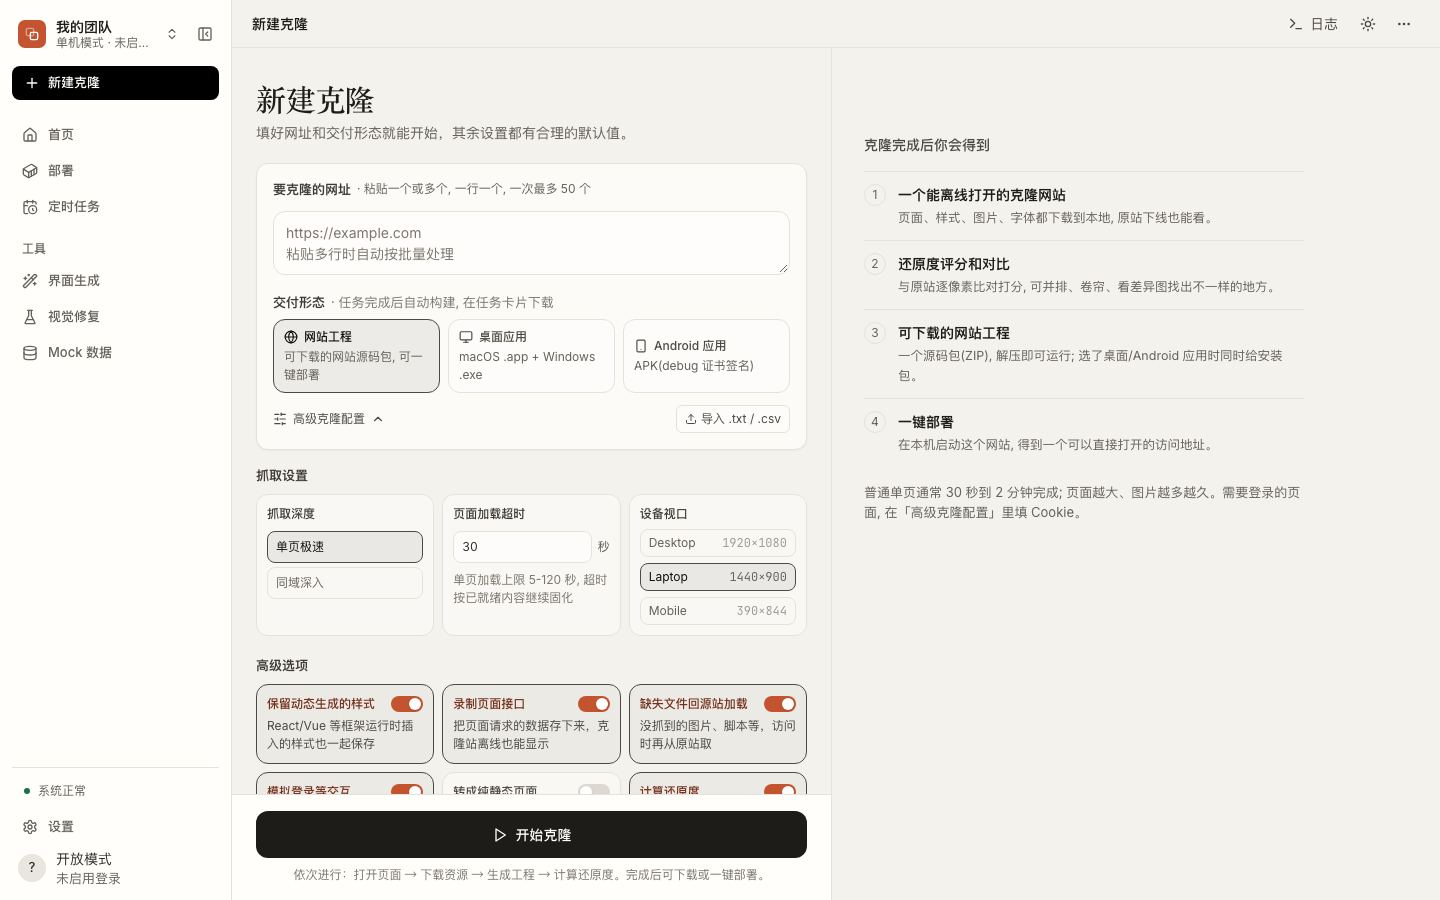 我的团队
单机模式 · 未启...
新建克隆
首页
部署
定时任务
工具
界面生成
视觉修复
Mock 数据
系统正常
设置
?
开放模式
未启用登录
新建克隆
日志
新建克隆
填好网址和交付形态就能开始，其余设置都有合理的默认值。
要克隆的网址 · 粘贴一个或多个, 一行一个, 一次最多 50 个
https://example.com
粘贴多行时自动按批量处理
交付形态 · 任务完成后自动构建, 在任务卡片下载
网站工程
可下载的网站源码包, 可一
键部署
桌面应用
macOS .app + Windows
.exe
Android 应用
APK(debug 证书签名)
高级克隆配置
导入 .txt / .csv
抓取设置
抓取深度
单页极速
同域深入
页面加载超时
30 秒
单页加载上限 5-120 秒, 超时
按已就绪内容继续固化
设备视口
Desktop 1920×1080
Laptop 1440×900
Mobile 390×844
高级选项
保留动态生成的样式
React/Vue 等框架运行时插
入的样式也一起保存
录制页面接口
把页面请求的数据存下来，克
隆站离线也能显示
缺失文件回源站加载
没抓到的图片、脚本等，访问
时再从原站取
模拟登录等交互
转成纯静态页面
计算还原度
开始克隆
依次进行：打开页面 → 下载资源 → 生成工程 → 计算还原度。完成后可下载或一键部署。
克隆完成后你会得到
1 一个能离线打开的克隆网站
页面、样式、图片、字体都下载到本地, 原站下线也能看。
2 还原度评分和对比
与原站逐像素比对打分, 可并排、卷帘、看差异图找出不一样的地方。
3 可下载的网站工程
一个源码包(ZIP), 解压即可运行; 选了桌面/Android 应用时同时给安装
包。
4 一键部署
在本机启动这个网站, 得到一个可以直接打开的访问地址。
普通单页通常 30 秒到 2 分钟完成; 页面越大、图片越多越久。需要登录的页
面, 在「高级克隆配置」里填 Cookie。